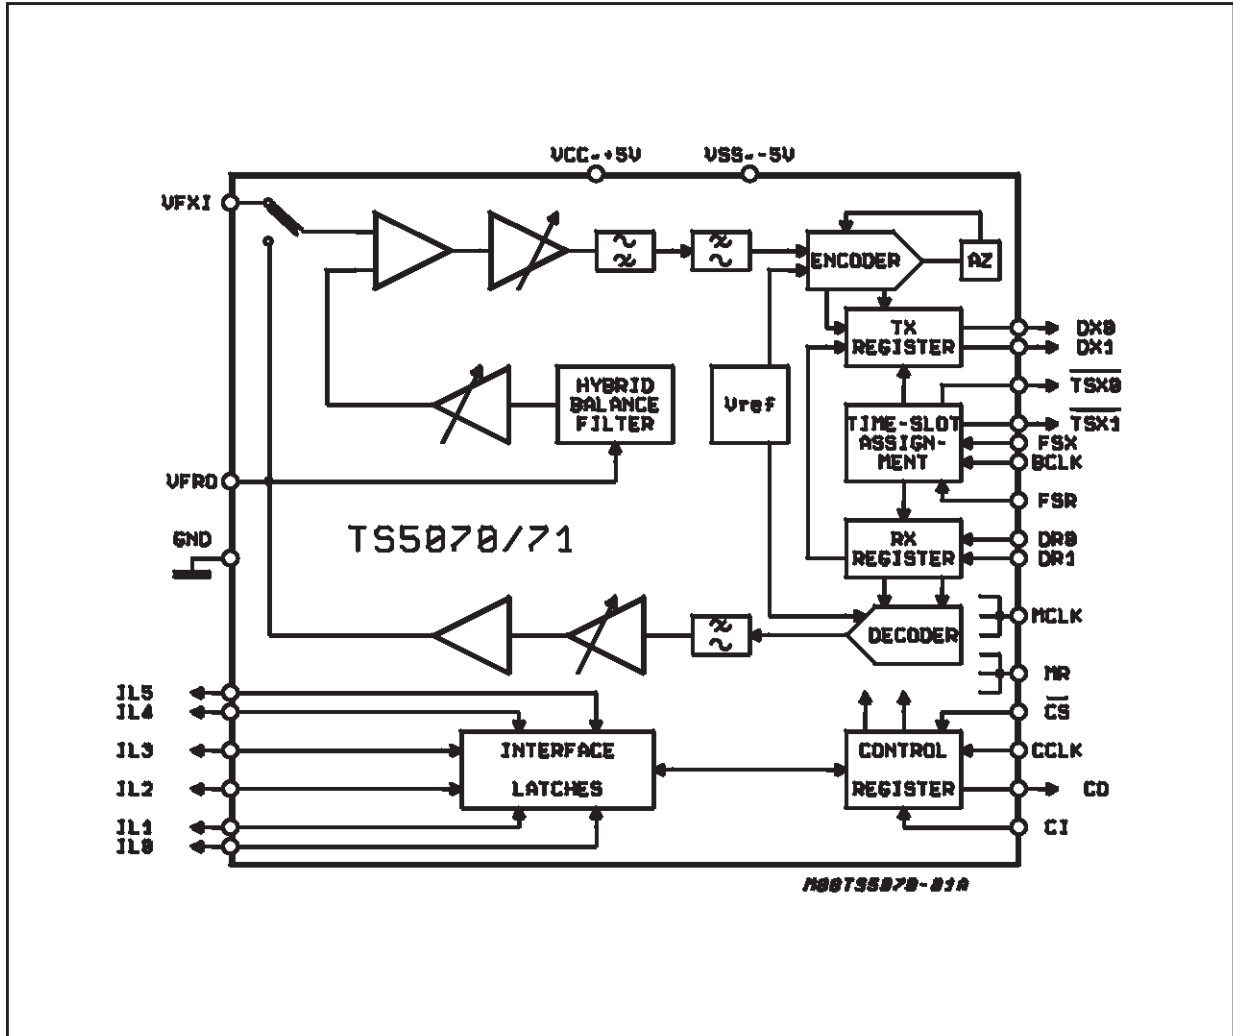 VCC-+5V
VSS--5V
VFXI
ENCODER
AZ
TX
REGISTER
DX0
DX1
HYBRID
BALANCE
FILTER
Vref
TSX0
TIME-SLOT
ASSIGN-
MENT
TSX1
FSX
BCLK
VFRO
FSR
GND
TS5070/71
RX
REGISTER
DR0
DR1
DECODER
MCLK
MR
IL5
IL4
IL3
IL2
IL1
IL0
INTERFACE
LATCHES
CONTROL
REGISTER
CS
CCLK
CO
CI
M88TS5070-01A